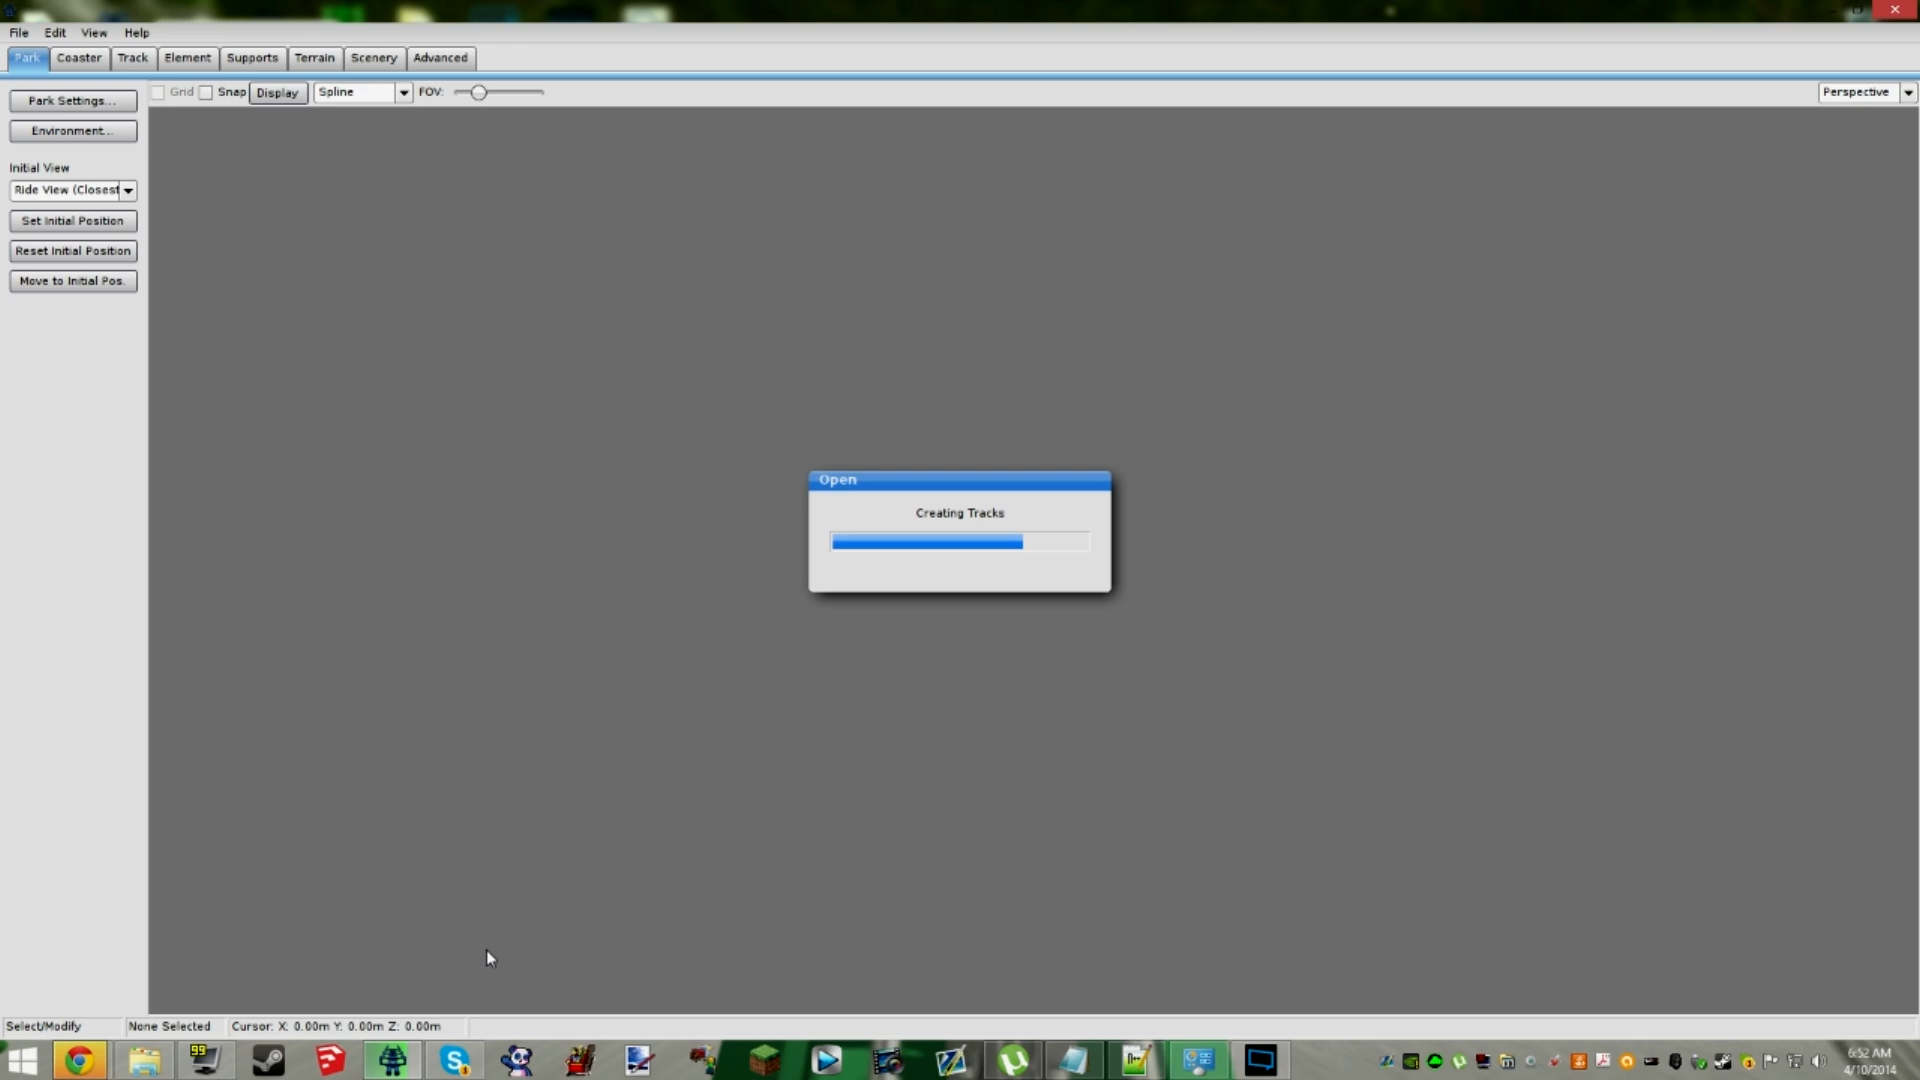 File Edit View Help
Park Coaster Track Element Supports Terrain Scenery Advanced
Grid Snap Display Spline FOV: Perspective
Park Settings...
Environment...
Initial View
Ride View (Closest
Set Initial Position
Reset Initial Position
Move to Initial Pos.
Open
Creating Tracks
Select/Modify None Selected Cursor: X: 0.00m Y: 0.00m Z: 0.00m
99
6:52 AM
4/10/2014